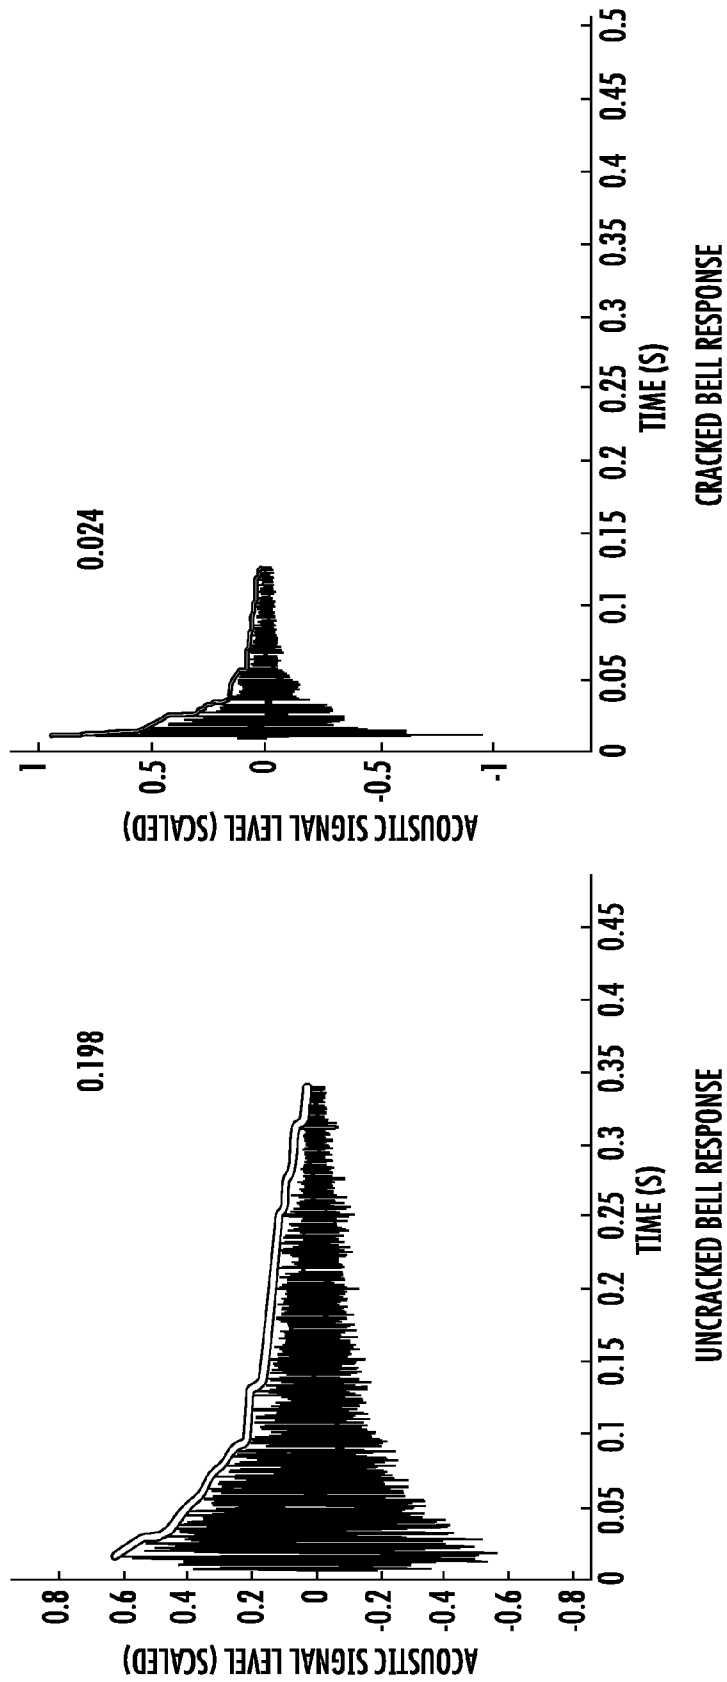 0.198
ACOUSTIC SIGNAL LEVEL (SCALED)
0.8
0.6
0.4
0.2
0
-0.2
-0.4
-0.6
-0.8
0 0.05 0.1 0.15 0.2 0.25 0.3 0.35 0.4 0.45
TIME (S)
UNCRACKED BELL RESPONSE
0.024
ACOUSTIC SIGNAL LEVEL (SCALED)
1
0.5
0
-0.5
-1
0 0.05 0.1 0.15 0.2 0.25 0.3 0.35 0.4 0.45 0.5
TIME (S)
CRACKED BELL RESPONSE